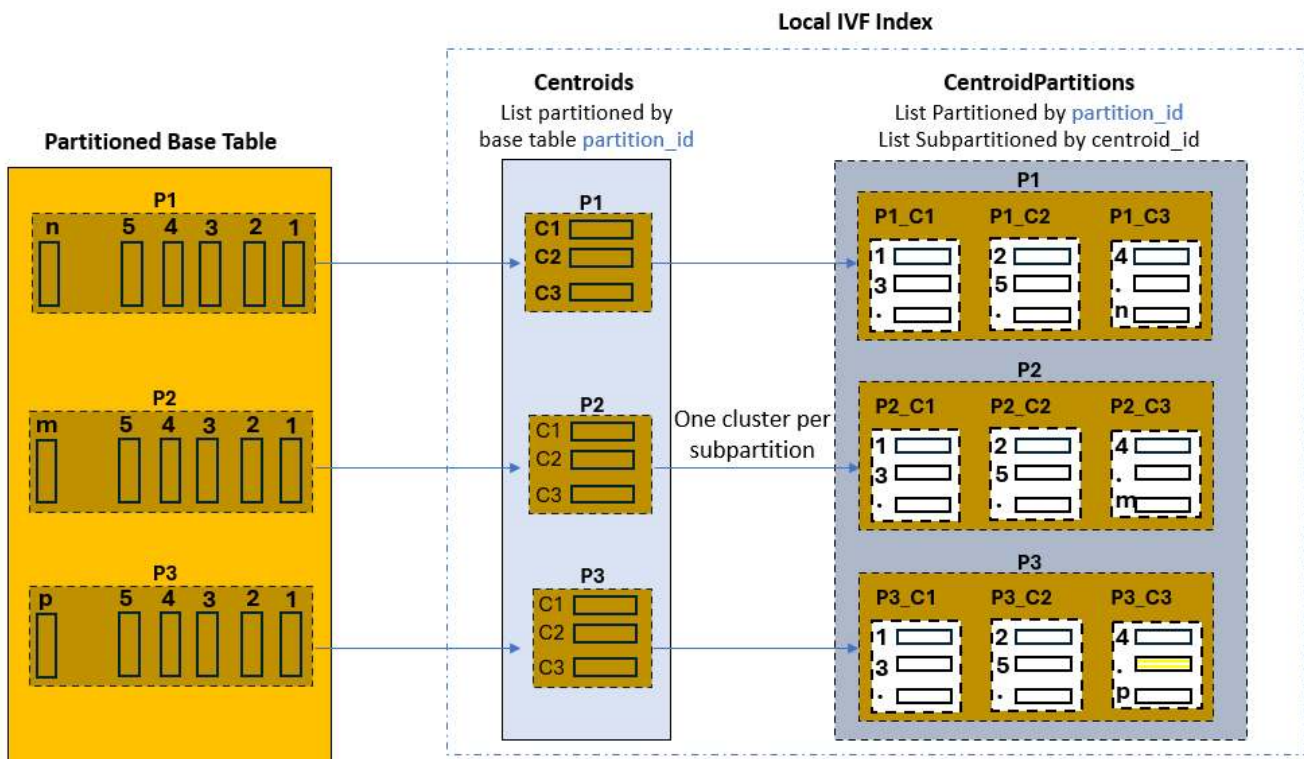 Local IVF Index
Partitioned Base Table
P1
n 5 4 3 2 1
P2
m 5 4 3 2 1
P3
p 5 4 3 2 1
Centroids
List partitioned by
base table partition_id
P1
C1
C2
C3
P2
C1
C2
C3
P3
C1
C2
C3
One cluster per
subpartition
CentroidPartitions
List Partitioned by partition_id
List Subpartitioned by centroid_id
P1
P1_C1 P1_C2 P1_C3
1 2 4
3 5 .
. . n
P2
P2_C1 P2_C2 P2_C3
1 2 4
3 5 .
. . m
P3
P3_C1 P3_C2 P3_C3
1 2 4
3 5 .
. . p